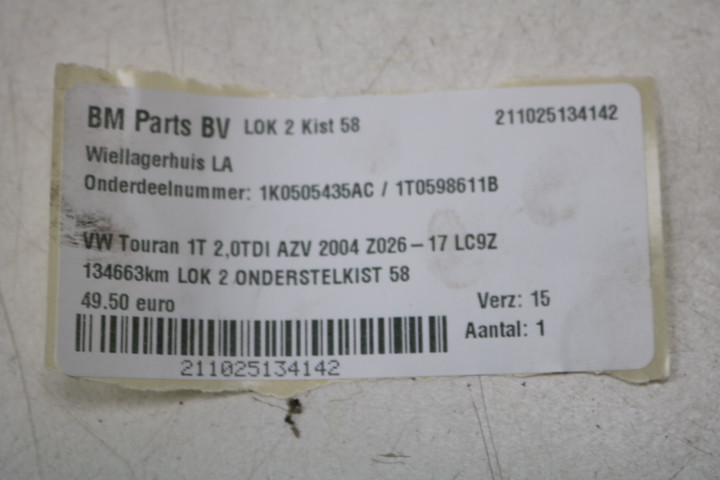 BM Parts BV LOK 2 Kist 58 211025134142
Wiellagerhuis LA
Onderdeelnummer: 1K0505435AC / 1T0598611B
VW Touran 1T 2,0TDI AZV 2004 Z026-17 LC9Z
134663km LOK 2 ONDERSTELKIST 58
49.50 euro Verz: 15
Aantal: 1
211025134142